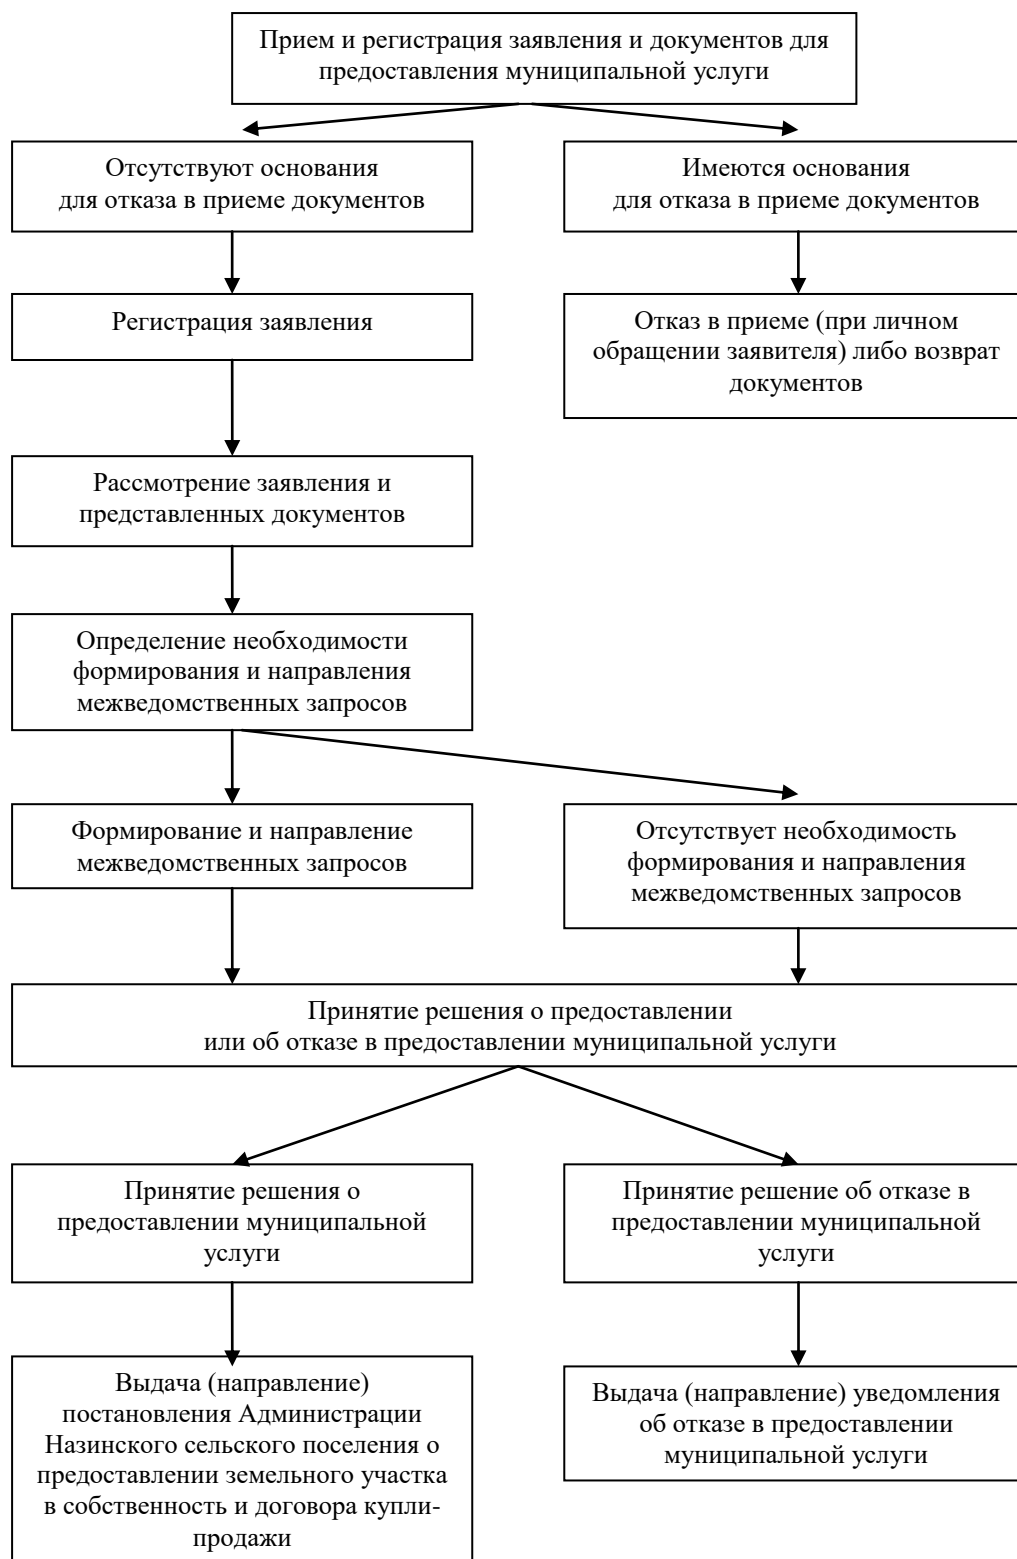 Прием и регистрация заявления и документов для
предоставления муниципальной услуги
Отсутствуют основания
для отказа в приеме документов
Имеются основания
для отказа в приеме документов
Регистрация заявления
Отказ в приеме (при личном
обращении заявителя) либо возврат
документов
Рассмотрение заявления и
представленных документов
Определение необходимости
формирования и направления
межведомственных запросов
Формирование и направление
межведомственных запросов
Отсутствует необходимость
формирования и направления
межведомственных запросов
Принятие решения о предоставлении
или об отказе в предоставлении муниципальной услуги
Принятие решения о
предоставлении муниципальной
услуги
Принятие решение об отказе в
предоставлении муниципальной
услуги
Выдача (направление)
постановления Администрации
Назинского сельского поселения о
предоставлении земельного участка
в собственность и договора купли-
продажи
Выдача (направление) уведомления
об отказе в предоставлении
муниципальной услуги